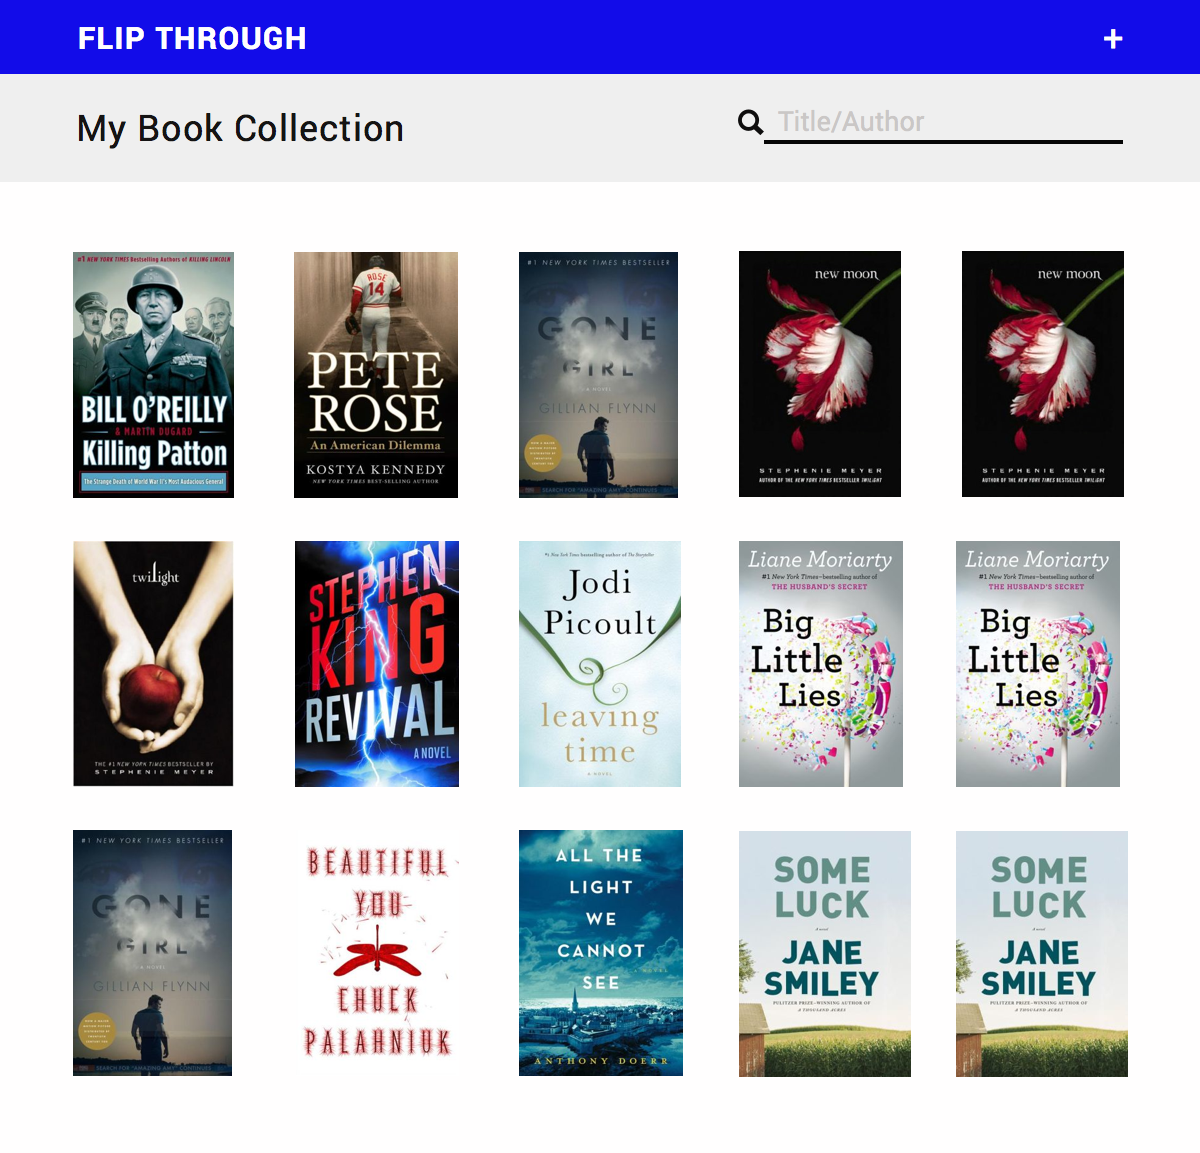 FLIP THROUGH
+
My Book Collection
Title/Author
#1 NEW YORK TIMES Bestselling Authors of KILLING LINCOLN
BILL O'REILLY
& MARTIN DUGARD
Killing Patton
The Strange Death of World War II's Most Audacious General
ROSE
14
PETE
ROSE
An American Dilemma
KOSTYA KENNEDY
NEW YORK TIMES BEST-SELLING AUTHOR
#1 NEW YORK TIMES BESTSELLER
GONE
GIRL
A NOVEL
GILLIAN FLYNN
SEARCH FOR "AMAZING AMY" CONTINUES
new moon
STEPHENIE MEYER
AUTHOR OF THE NEW YORK TIMES BESTSELLER TWILIGHT
new moon
STEPHENIE MEYER
AUTHOR OF THE NEW YORK TIMES BESTSELLER TWILIGHT
twilight
THE #1 NEW YORK TIMES BESTSELLER BY
STEPHENIE MEYER
STEPHEN
KING
REVIVAL
A NOVEL
#1 New York Times bestselling author of The Storyteller
Jodi
Picoult
leaving
time
A NOVEL
Liane Moriarty
#1 New York Times–bestselling author of
THE HUSBAND'S SECRET
Big
Little
Lies
Liane Moriarty
#1 New York Times–bestselling author of
THE HUSBAND'S SECRET
Big
Little
Lies
#1 NEW YORK TIMES BESTSELLER
GONE
GIRL
A NOVEL
GILLIAN FLYNN
SEARCH FOR "AMAZING AMY" CONTINUES
BEAUTIFUL
YOU
CHUCK
PALAHNIUK
ALL THE
LIGHT
WE
CANNOT
SEE
A NOVEL
ANTHONY DOERR
SOME
LUCK
A novel
JANE
SMILEY
PULITZER PRIZE–WINNING AUTHOR OF
A THOUSAND ACRES
SOME
LUCK
A novel
JANE
SMILEY
PULITZER PRIZE–WINNING AUTHOR OF
A THOUSAND ACRES